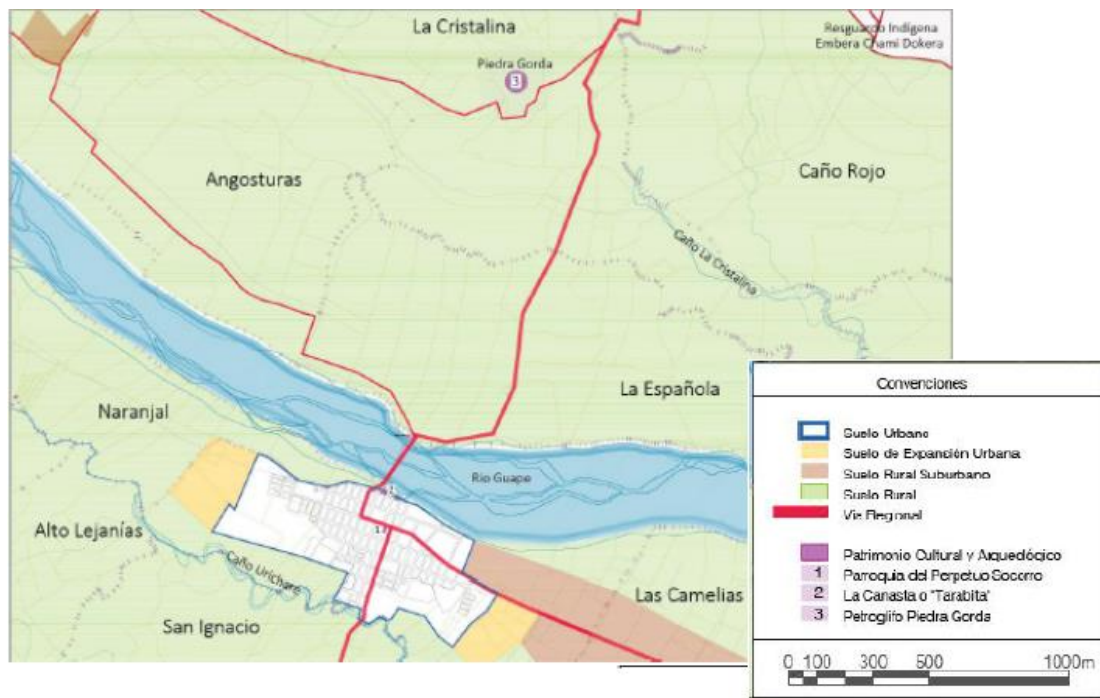 La Cristalina
Resguardo Indígena
Embera Chami Dokera
Piedra Gorda
3
Angosturas
Caño Rojo
Caño La Cristalina
La Española
Naranjal
Rio Guape
Alto Lejanías
1
Caño Urichare
Las Camelias
San Ignacio
Convenciones
Suelo Urbano
Suelo de Expansión Urbana
Suelo Rural Suburbano
Suelo Rural
Via Regional
Patrimonio Cultural y Arqueológico
1 Parroquia del Perpetuo Socorro
2 La Canasta o "Tarabita"
3 Petroglifo Piedra Gorda
0 100 300 500 1000m